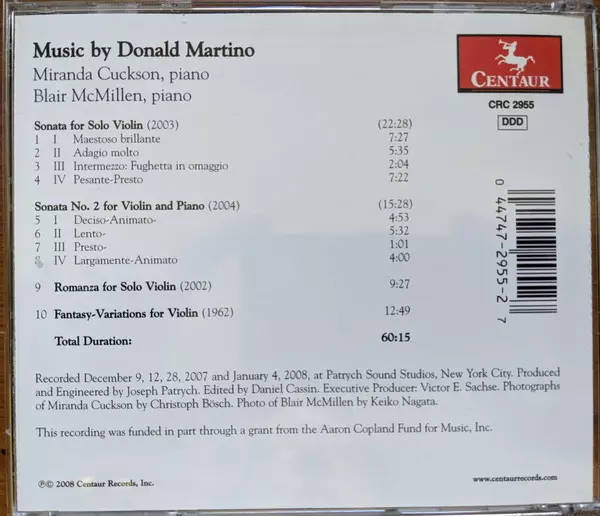 Music by Donald Martino
Miranda Cuckson, piano
Blair McMillen, piano
CENTAUR
CRC 2955
DDD
Sonata for Solo Violin (2003) (22:28)
1 I Maestoso brillante 7:27
2 II Adagio molto 5:35
3 III Intermezzo: Fughetta in omaggio 2:04
4 IV Pesante-Presto 7:22
Sonata No. 2 for Violin and Piano (2004) (15:28)
5 I Deciso-Animato- 4:53
6 II Lento- 5:32
7 III Presto- 1:01
8 IV Largamente-Animato 4:00
9 Romanza for Solo Violin (2002) 9:27
10 Fantasy-Variations for Violin (1962) 12:49
Total Duration: 60:15
0 44747-2955-2 7
Recorded December 9, 12, 28, 2007 and January 4, 2008, at Patrych Sound Studios, New York City. Produced
and Engineered by Joseph Patrych. Edited by Daniel Cassin. Executive Producer: Victor E. Sachse. Photographs
of Miranda Cuckson by Christoph Bösch. Photo of Blair McMillen by Keiko Nagata.
This recording was funded in part through a grant from the Aaron Copland Fund for Music, Inc.
℗© 2008 Centaur Records, Inc.
www.centaurrecords.com